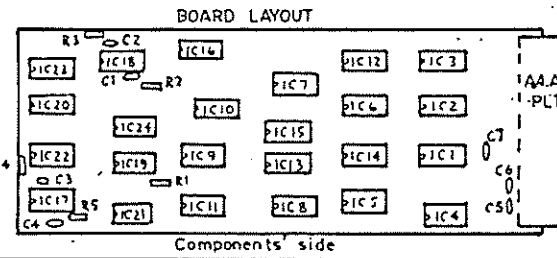 BOARD LAYOUT
R3 C2 IC16
IC18 IC12 IC3
C1 R2 IC7
IC20 IC10 IC6 IC2
IC24 IC15 C7
IC22 IC19 IC9 IC13 IC14 IC1
4 C3 R1 C6
IC17 R5 IC21 IC11 IC8 IC5 IC4 C5
C4
Components' side